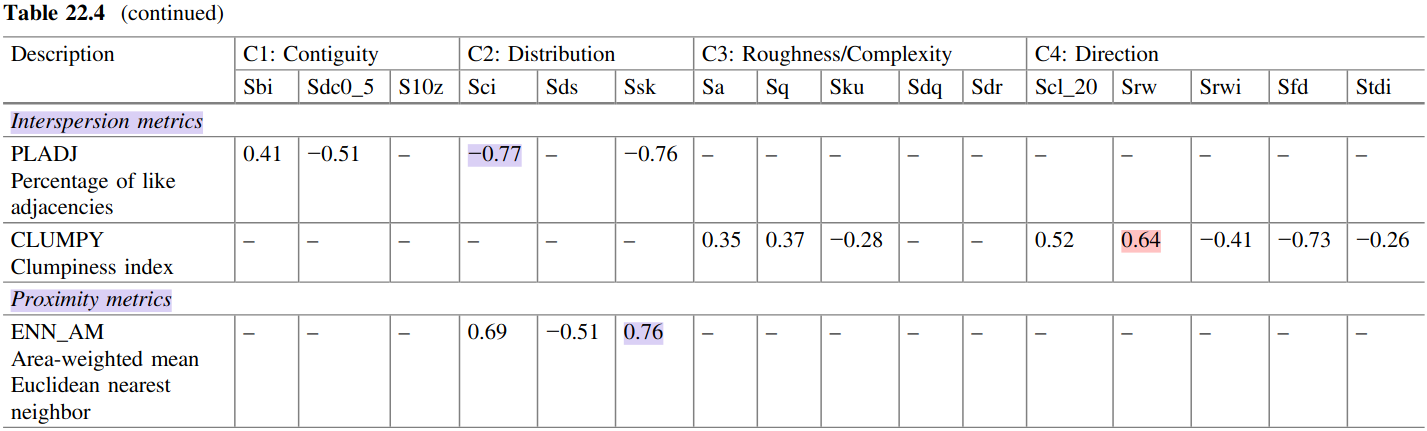 Table 22.4 (continued)
Description C1: Contiguity C2: Distribution C3: Roughness/Complexity C4: Direction
Sbi Sdc0_5 S10z Sci Sds Ssk Sa Sq Sku Sdq Sdr Scl_20 Srw Srwi Sfd Stdi
Interspersion metrics
PLADJ 0.41 −0.51 – −0.77 – −0.76 – – – – – – – – – –
Percentage of like
adjacencies
CLUMPY – – – – – – 0.35 0.37 −0.28 – – 0.52 0.64 −0.41 −0.73 −0.26
Clumpiness index
Proximity metrics
ENN_AM – – – 0.69 −0.51 0.76 – – – – – – – – – –
Area-weighted mean
Euclidean nearest
neighbor